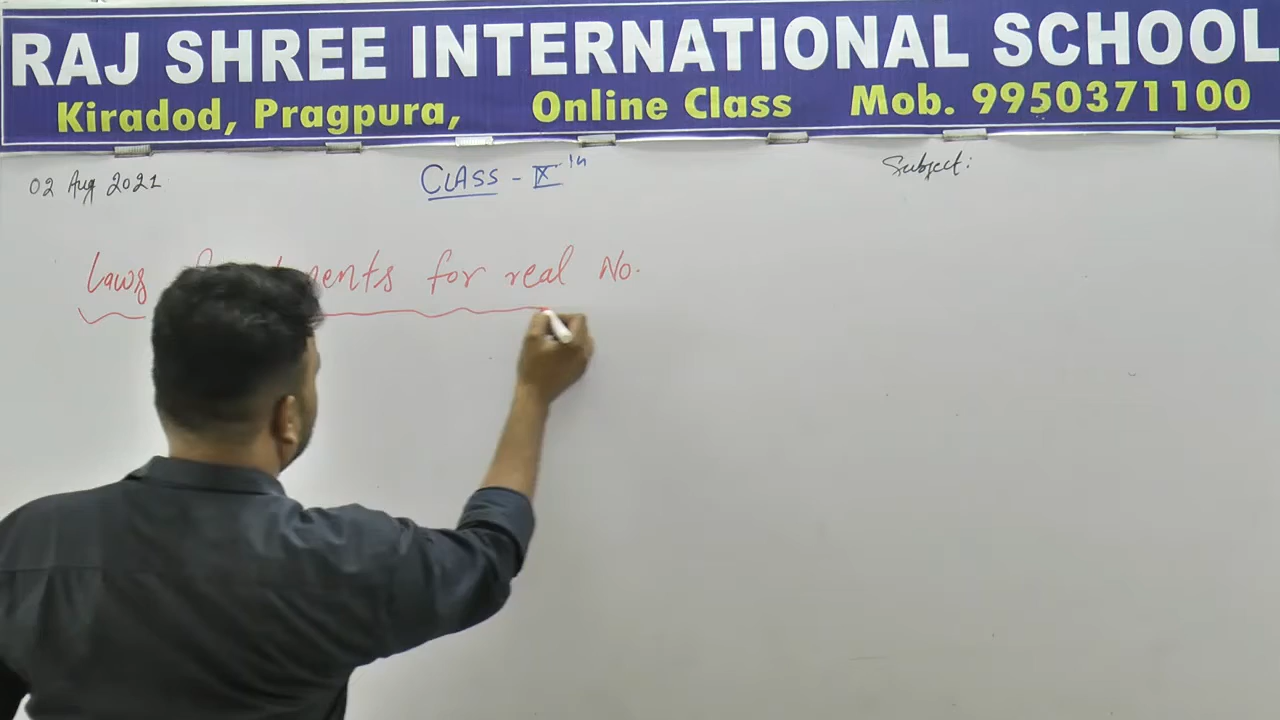 RAJ SHREE INTERNATIONAL SCHOOL
Kiradod, Pragpura, Online Class Mob. 9950371100
02 Aug 2021 CLASS - IX th Subject:
Laws for real No.